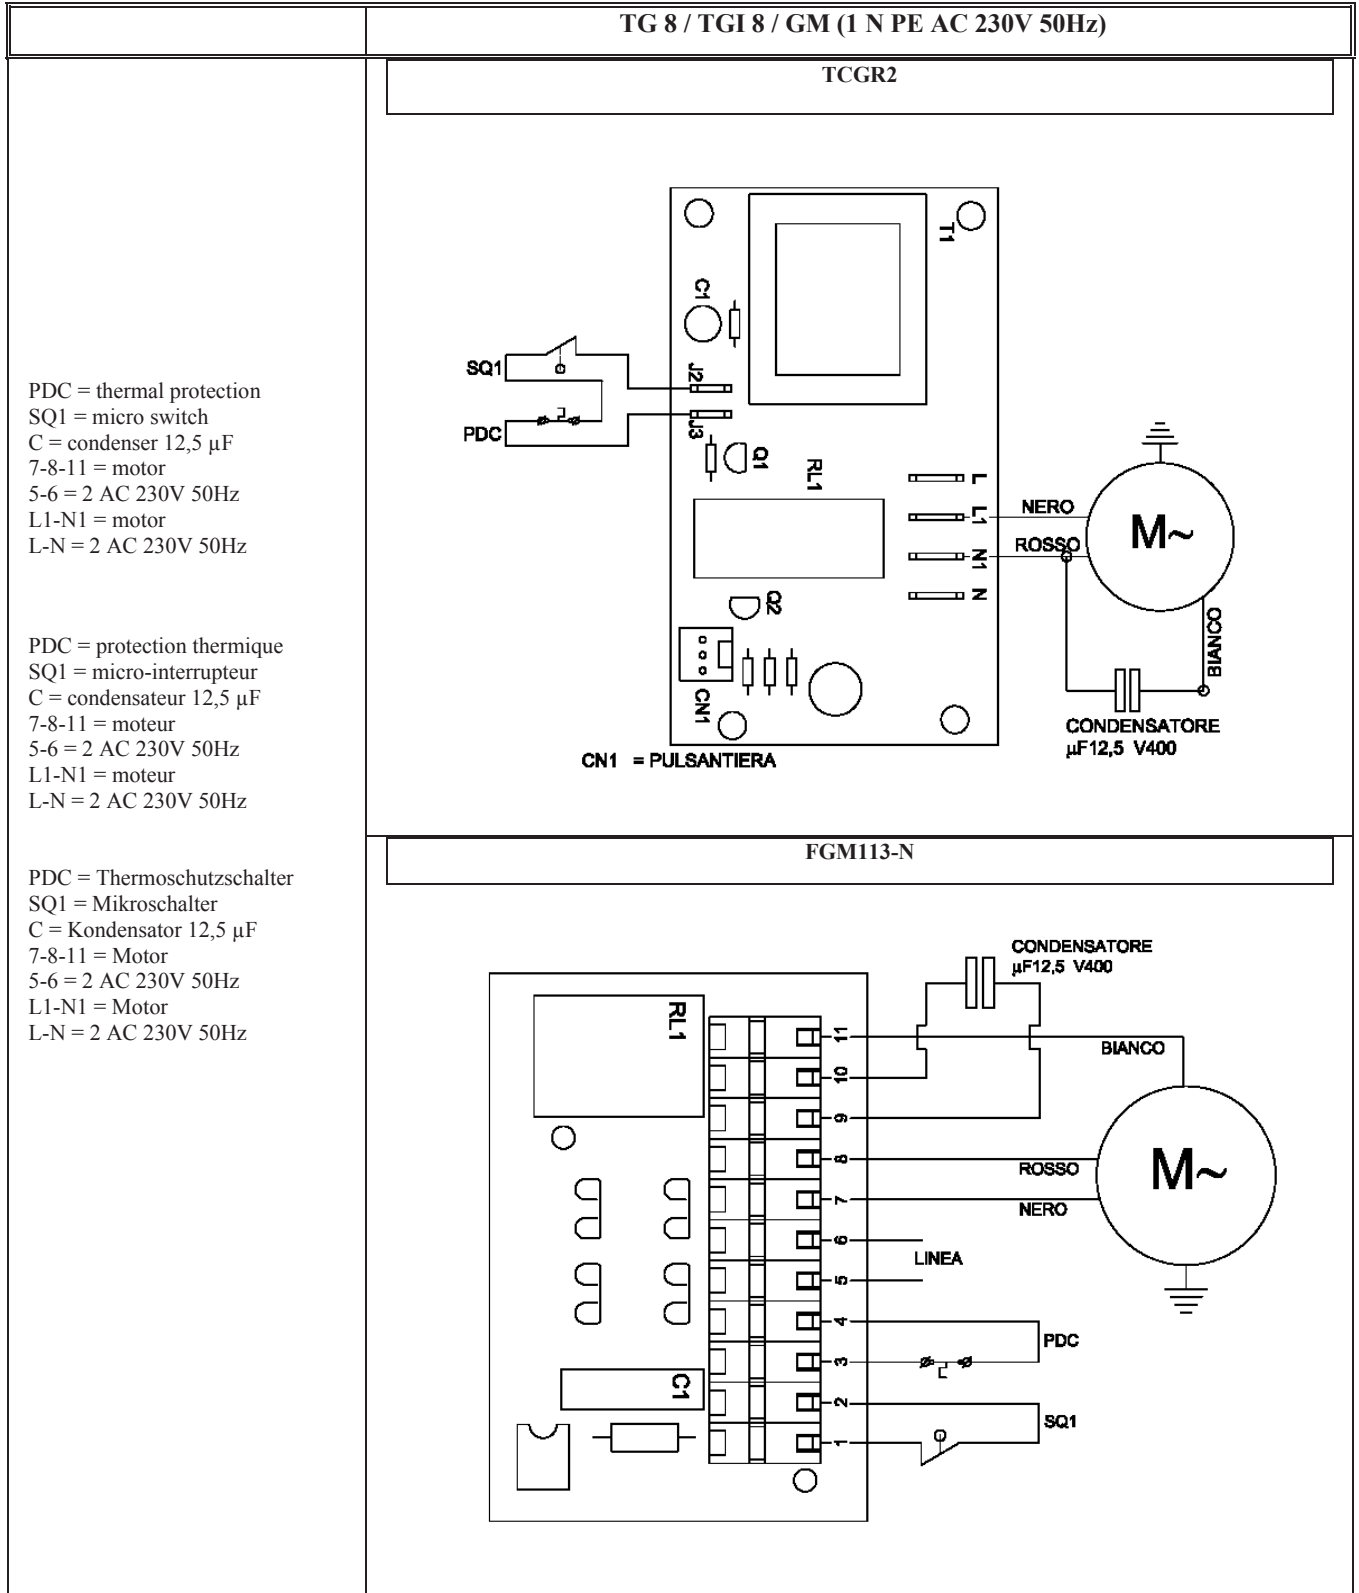 TG 8 / TGI 8 / GM (1 N PE AC 230V 50Hz)
PDC = thermal protection
SQ1 = micro switch
C = condenser 12,5 µF
7-8-11 = motor
5-6 = 2 AC 230V 50Hz
L1-N1 = motor
L-N = 2 AC 230V 50Hz
PDC = protection thermique
SQ1 = micro-interrupteur
C = condensateur 12,5 µF
7-8-11 = moteur
5-6 = 2 AC 230V 50Hz
L1-N1 = moteur
L-N = 2 AC 230V 50Hz
PDC = Thermoschutzschalter
SQ1 = Mikroschalter
C = Kondensator 12,5 µF
7-8-11 = Motor
5-6 = 2 AC 230V 50Hz
L1-N1 = Motor
L-N = 2 AC 230V 50Hz
TCGR2
T1
C1
SQ1
J2
PDC
J3
Q1
RL1
L
L1
NERO
M~
ROSSO
N1
N
Q2
BIANCO
CN1
CONDENSATORE
µF12,5 V400
CN1 = PULSANTIERA
FGM113-N
CONDENSATORE
µF12,5 V400
RL1
11
BIANCO
10
9
8
ROSSO
M~
7
NERO
6
LINEA
5
4
PDC
3
C1
2
SQ1
1